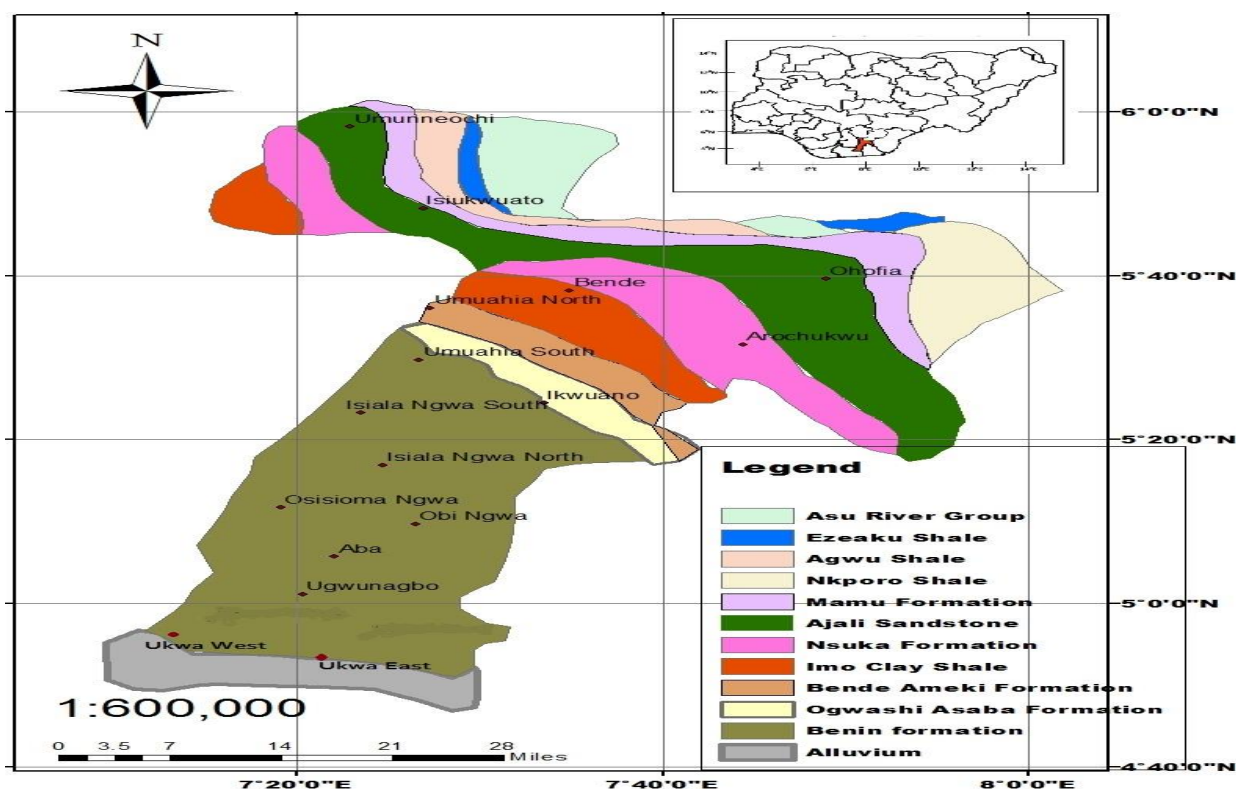 N
6°0'0"N
Umunneochi
Isiukwuato
5°40'0"N
Ohofia
Bende
Umuahia North
Arochukwu
Umuahia South
Ikwuano
Isiala Ngwa South
5°20'0"N
Isiala Ngwa North
Osisioma Ngwa
Obi Ngwa
Aba
Ugwunagbo
5°0'0"N
Ukwa West
Ukwa East
1:600,000
0 3.5 7 14 21 28
Miles
Legend
Asu River Group
Ezeaku Shale
Agwu Shale
Nkporo Shale
Mamu Formation
Ajali Sandstone
Nsuka Formation
Imo Clay Shale
Bende Ameki Formation
Ogwashi Asaba Formation
Benin formation
Alluvium
4°40'0"N
7°20'0"E 7°40'0"E 8°0'0"E